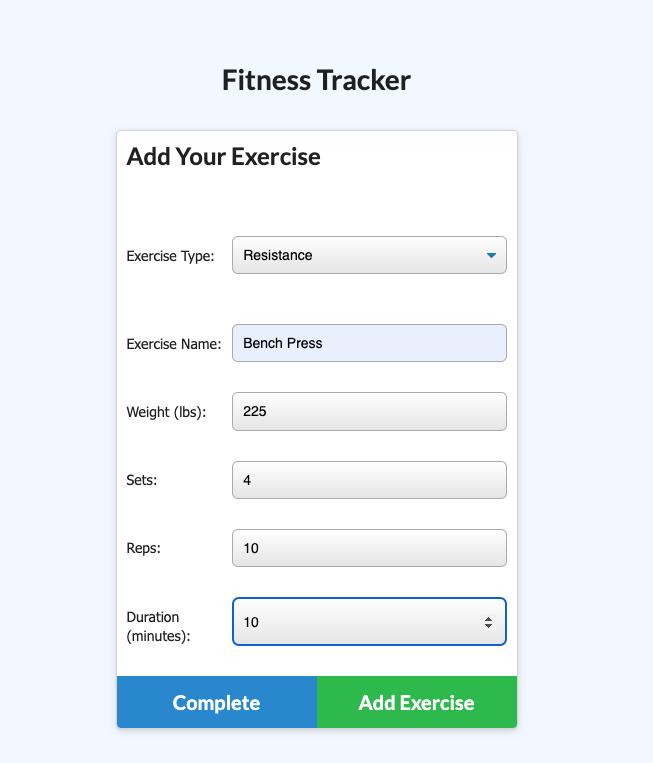 Fitness Tracker
Add Your Exercise
Exercise Type: Resistance
Exercise Name: Bench Press
Weight (lbs): 225
Sets: 4
Reps: 10
Duration
(minutes): 10
Complete Add Exercise